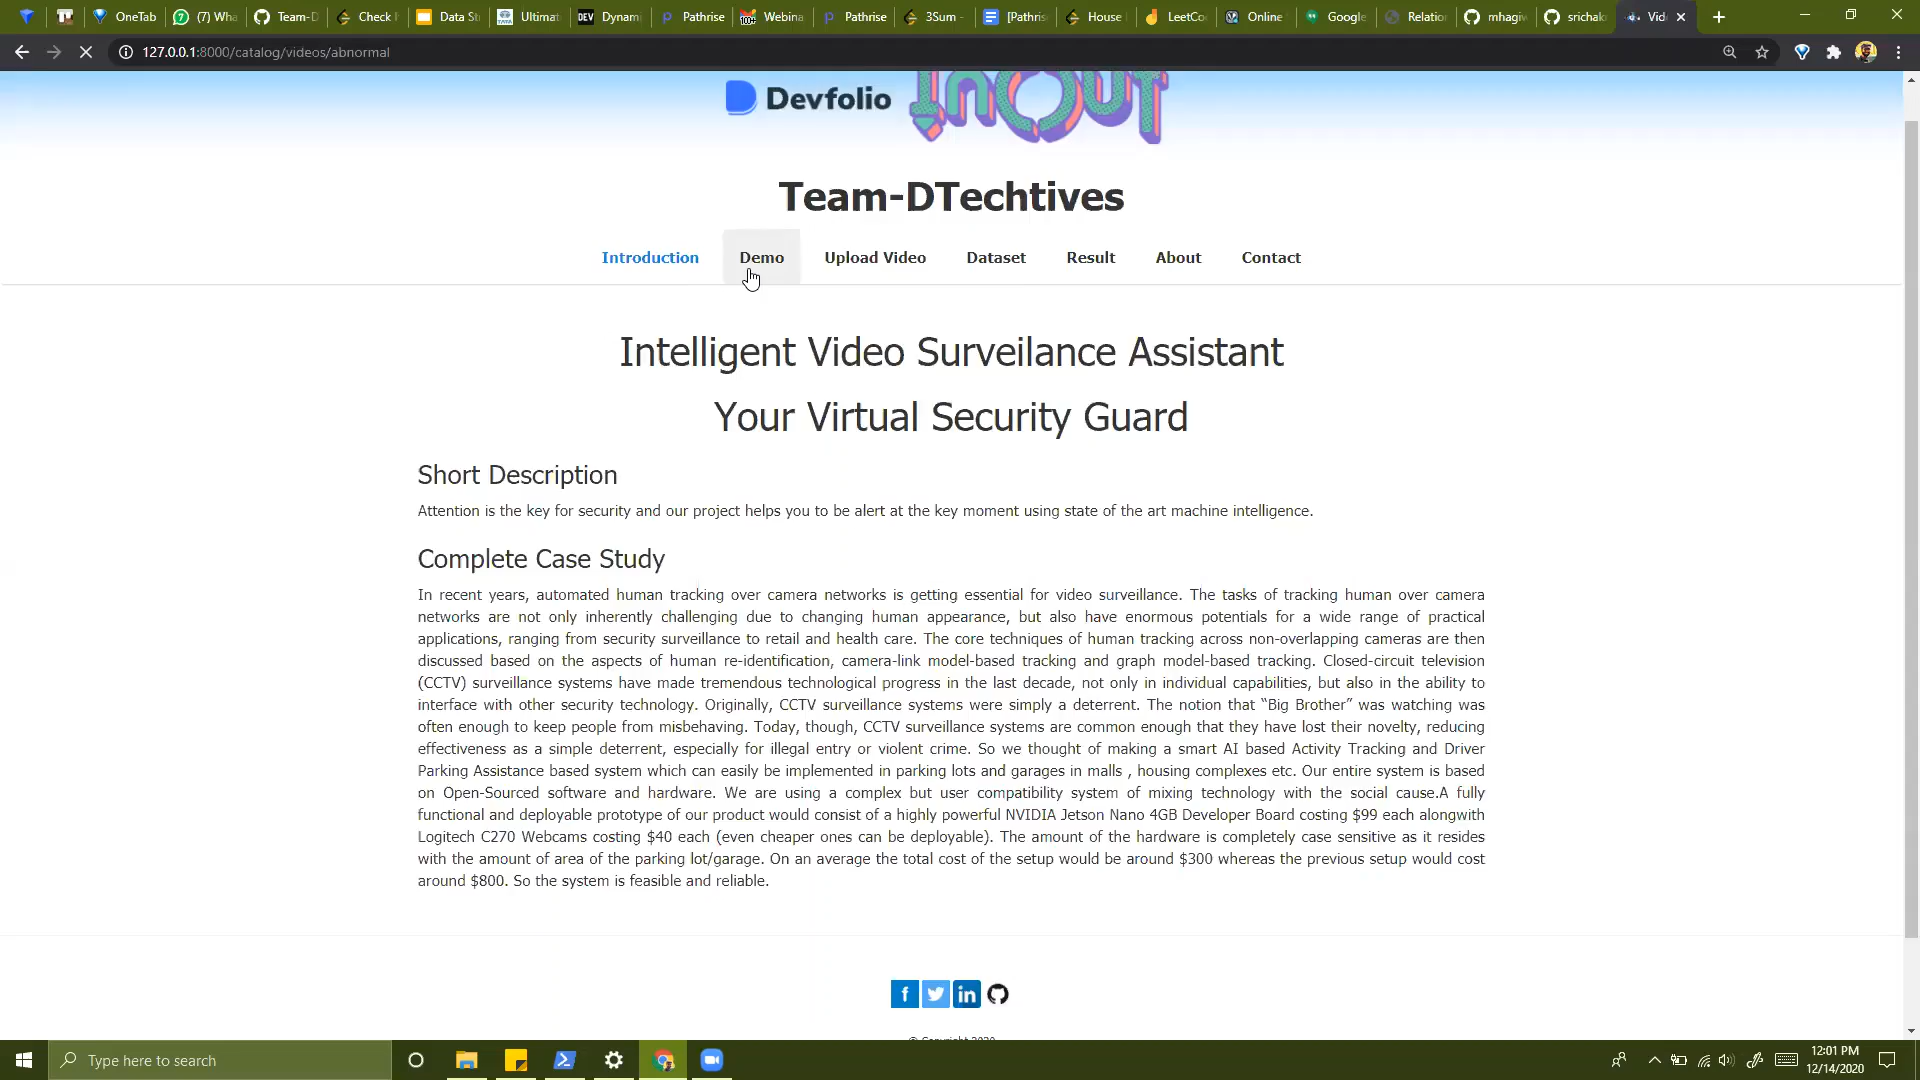 OneTab
(7) Wha
Team-D
Check I
Data St
Ultimat
DEV
Dynami
Pathrise
Webina
Pathrise
3Sum -
[Pathris
House
LeetCo
Online
Google
Relatio
mhagiw
srichak
Vid
127.0.0.1:8000/catalog/videos/abnormal
Devfolio
InOut
Team-DTechtives
Introduction
Demo
Upload Video
Dataset
Result
About
Contact
Intelligent Video Surveilance Assistant
Your Virtual Security Guard
Short Description
Attention is the key for security and our project helps you to be alert at the key moment using state of the art machine intelligence.
Complete Case Study
In recent years, automated human tracking over camera networks is getting essential for video surveillance. The tasks of tracking human over camera
networks are not only inherently challenging due to changing human appearance, but also have enormous potentials for a wide range of practical
applications, ranging from security surveillance to retail and health care. The core techniques of human tracking across non-overlapping cameras are then
discussed based on the aspects of human re-identification, camera-link model-based tracking and graph model-based tracking. Closed-circuit television
(CCTV) surveillance systems have made tremendous technological progress in the last decade, not only in individual capabilities, but also in the ability to
interface with other security technology. Originally, CCTV surveillance systems were simply a deterrent. The notion that “Big Brother” was watching was
often enough to keep people from misbehaving. Today, though, CCTV surveillance systems are common enough that they have lost their novelty, reducing
effectiveness as a simple deterrent, especially for illegal entry or violent crime. So we thought of making a smart AI based Activity Tracking and Driver
Parking Assistance based system which can easily be implemented in parking lots and garages in malls , housing complexes etc. Our entire system is based
on Open-Sourced software and hardware. We are using a complex but user compatibility system of mixing technology with the social cause.A fully
functional and deployable prototype of our product would consist of a highly powerful NVIDIA Jetson Nano 4GB Developer Board costing $99 each alongwith
Logitech C270 Webcams costing $40 each (even cheaper ones can be deployable). The amount of the hardware is completely case sensitive as it resides
with the amount of area of the parking lot/garage. On an average the total cost of the setup would be around $300 whereas the previous setup would cost
around $800. So the system is feasible and reliable.
© Copyright 2020
Type here to search
12:01 PM
12/14/2020